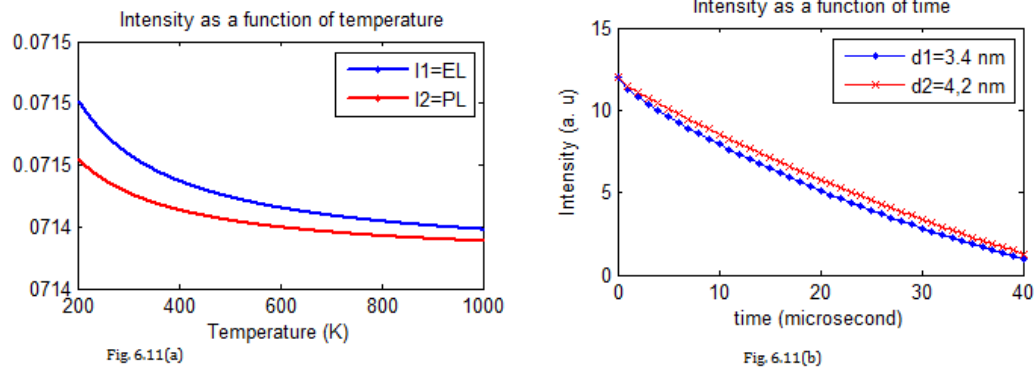 Intensity as a function of temperature
0.0715
0.0715
0.0715
0.0714
0714
200 400 600 800 1000
Temperature (K)
I1=EL
I2=PL
Fig. 6.11(a)
Intensity as a function of time
15
10
5
0
Intensity (a. u)
0 10 20 30 40
time (microsecond)
d1=3.4 nm
d2=4,2 nm
Fig. 6.11(b)